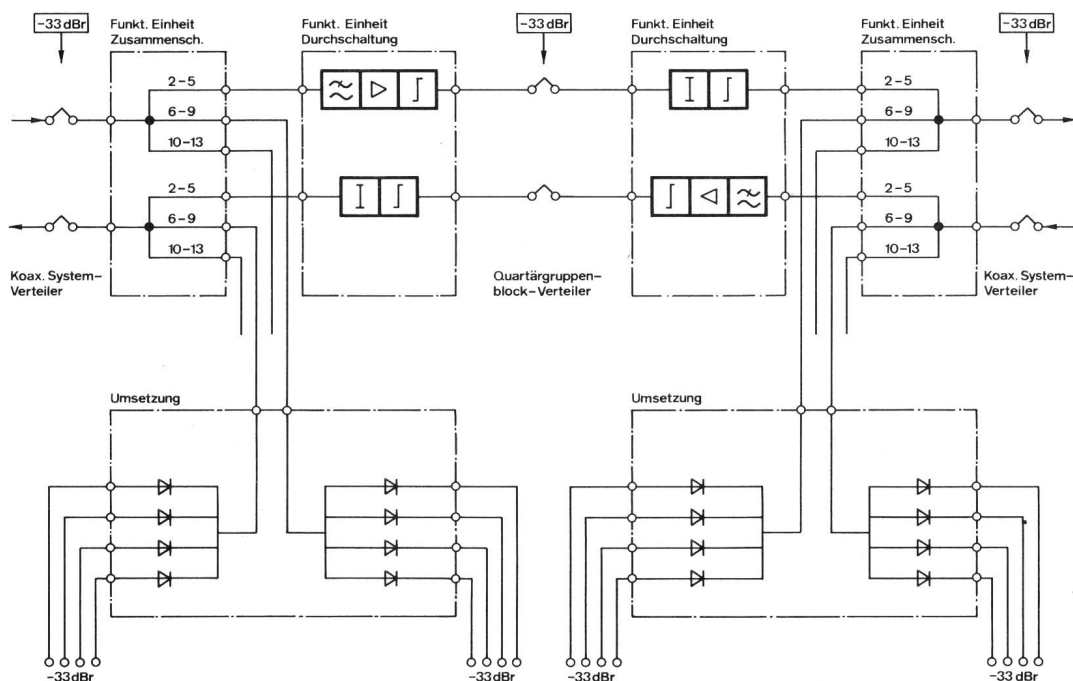 -33 dBr
Funkt. Einheit
Zusammensch.
Funkt. Einheit
Durchschaltung
-33 dBr
Funkt. Einheit
Durchschaltung
Funkt. Einheit
Zusammensch.
-33 dBr
2–5
6–9
10–13
2–5
6–9
10–13
2–5
6–9
10–13
2–5
6–9
10–13
Koax. System–
Verteiler
Quartärgruppen–
block–Verteiler
Koax. System–
Verteiler
Umsetzung
Umsetzung
-33 dBr
-33 dBr
-33 dBr
-33 dBr